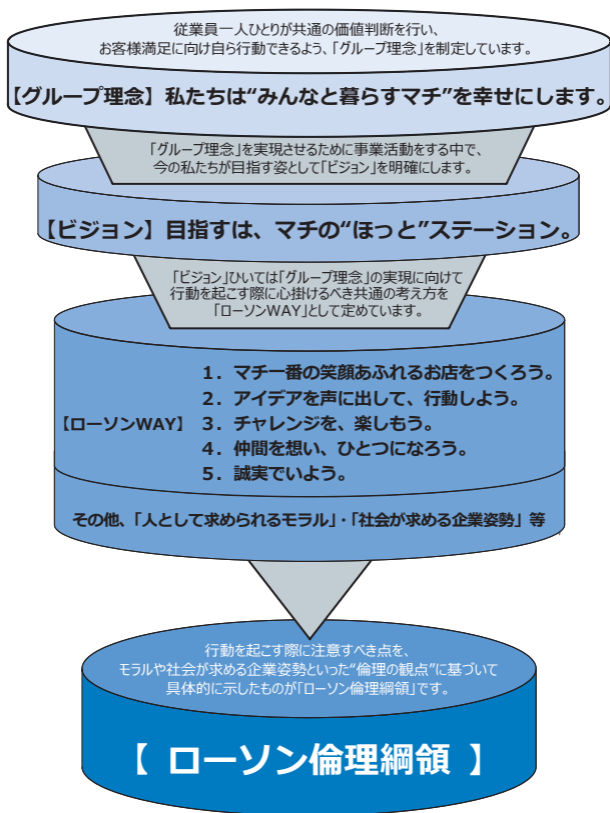 従業員一人ひとりが共通の価値判断を行い、
お客様満足に向け自ら行動できるよう、「グループ理念」を制定しています。
【グループ理念】私たちは“みんなと暮らすマチ”を幸せにします。
「グループ理念」を実現させるために事業活動をする中で、
今の私たちが目指す姿として「ビジョン」を明確にします。
【ビジョン】目指すは、マチの“ほっと”ステーション。
「ビジョン」ひいては「グループ理念」の実現に向けて
行動を起こす際に心掛けるべき共通の考え方を
「ローソンWAY」として定めています。
【ローソンWAY】
1．マチ一番の笑顔あふれるお店をつくろう。
2．アイデアを声に出して、行動しよう。
3．チャレンジを、楽しもう。
4．仲間を想い、ひとつになろう。
5．誠実でいよう。
その他、「人として求められるモラル」・「社会が求める企業姿勢」等
行動を起こす際に注意すべき点を、
モラルや社会が求める企業姿勢といった“倫理の観点”に基づいて
具体的に示したものが「ローソン倫理綱領」です。
【 ローソン倫理綱領 】